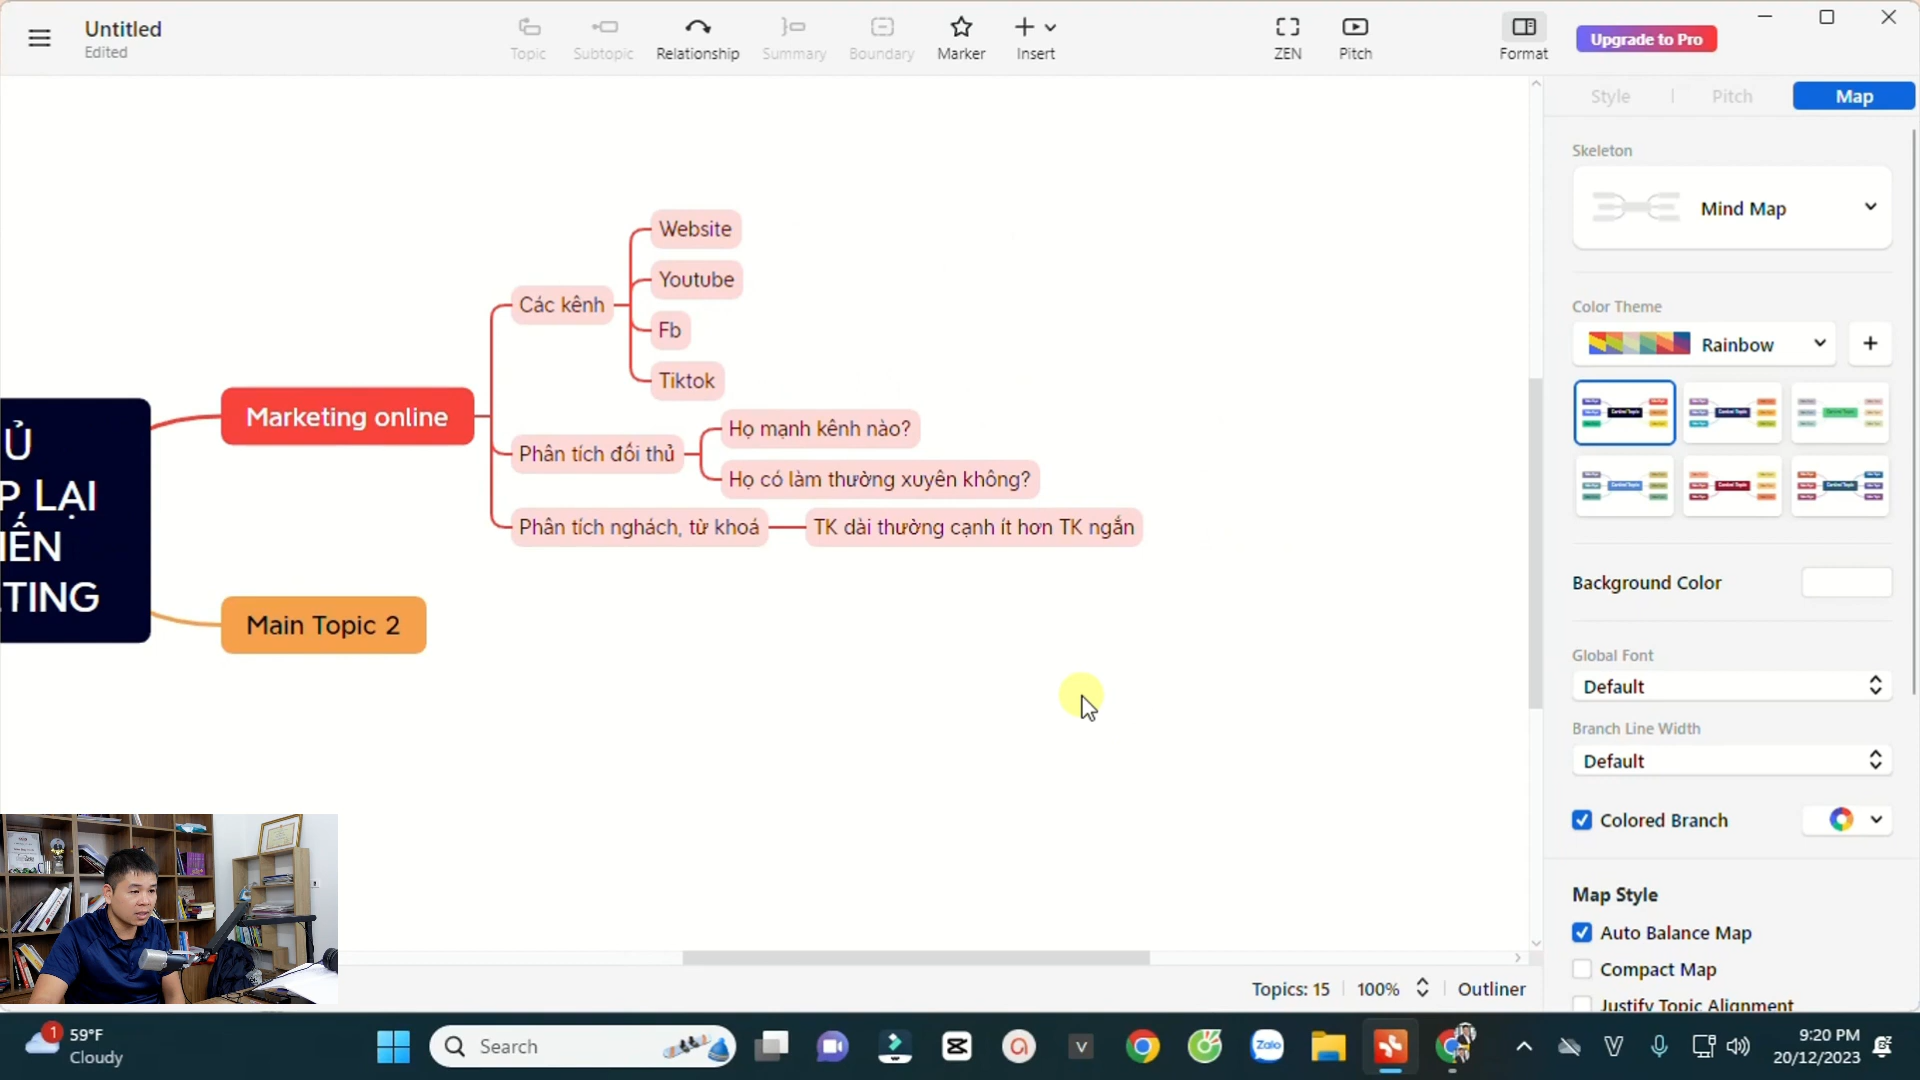 Untitled
Edited
Topic
Subtopic
Relationship
Summary
Boundary
Marker
Insert
ZEN
Pitch
Format
Upgrade to Pro
Style
Pitch
Map
Skeleton
Mind Map
Color Theme
Rainbow
Background Color
Global Font
Default
Branch Line Width
Default
Colored Branch
Map Style
Auto Balance Map
Compact Map
Justify Topic Alignment
Ủ
P LẠI
IẾN
TING
Marketing online
Các kênh
Website
Youtube
Fb
Tiktok
Phân tích đối thủ
Họ mạnh kênh nào?
Họ có làm thường xuyên không?
Phân tích nghách, từ khoá
TK dài thường cạnh ít hơn TK ngắn
Main Topic 2
Topics: 15
100%
Outliner
1
59°F
Cloudy
Search
V
Zalo
V
9:20 PM
20/12/2023